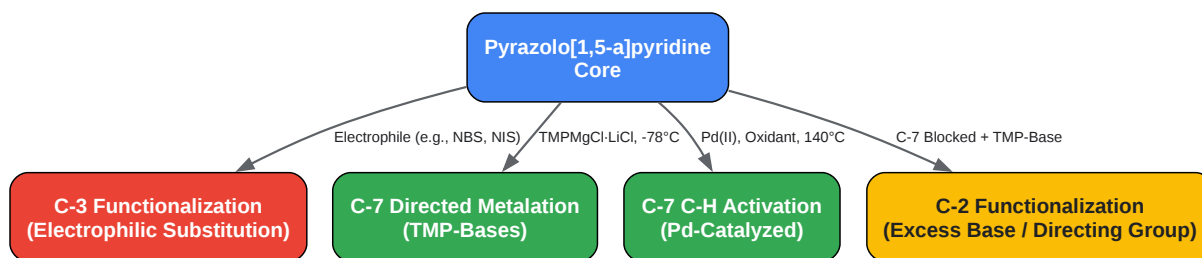 Pyrazolo[1,5-a]pyridine
Core
Electrophile (e.g., NBS, NIS)
TMPMgCl·LiCl, -78°C
Pd(II), Oxidant, 140°C
C-7 Blocked + TMP-Base
C-3 Functionalization
(Electrophilic Substitution)
C-7 Directed Metalation
(TMP-Bases)
C-7 C-H Activation
(Pd-Catalyzed)
C-2 Functionalization
(Excess Base / Directing Group)